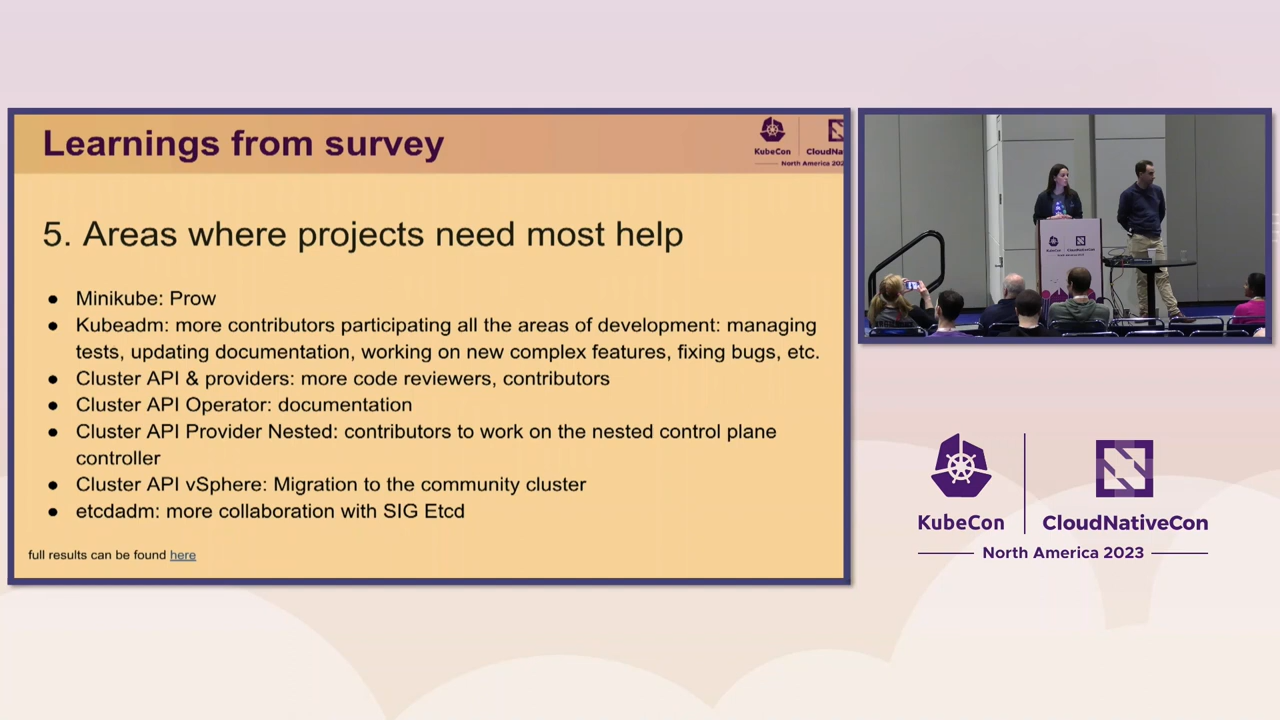 Learnings from survey
KubeCon
North America 202
5. Areas where projects need most help
● Minikube: Prow
● Kubeadm: more contributors participating all the areas of development: managing
tests, updating documentation, working on new complex features, fixing bugs, etc.
● Cluster API & providers: more code reviewers, contributors
● Cluster API Operator: documentation
● Cluster API Provider Nested: contributors to work on the nested control plane
controller
● Cluster API vSphere: Migration to the community cluster
● etcdadm: more collaboration with SIG Etcd
full results can be found here
KubeCon
CloudNativeCon
North America 2023